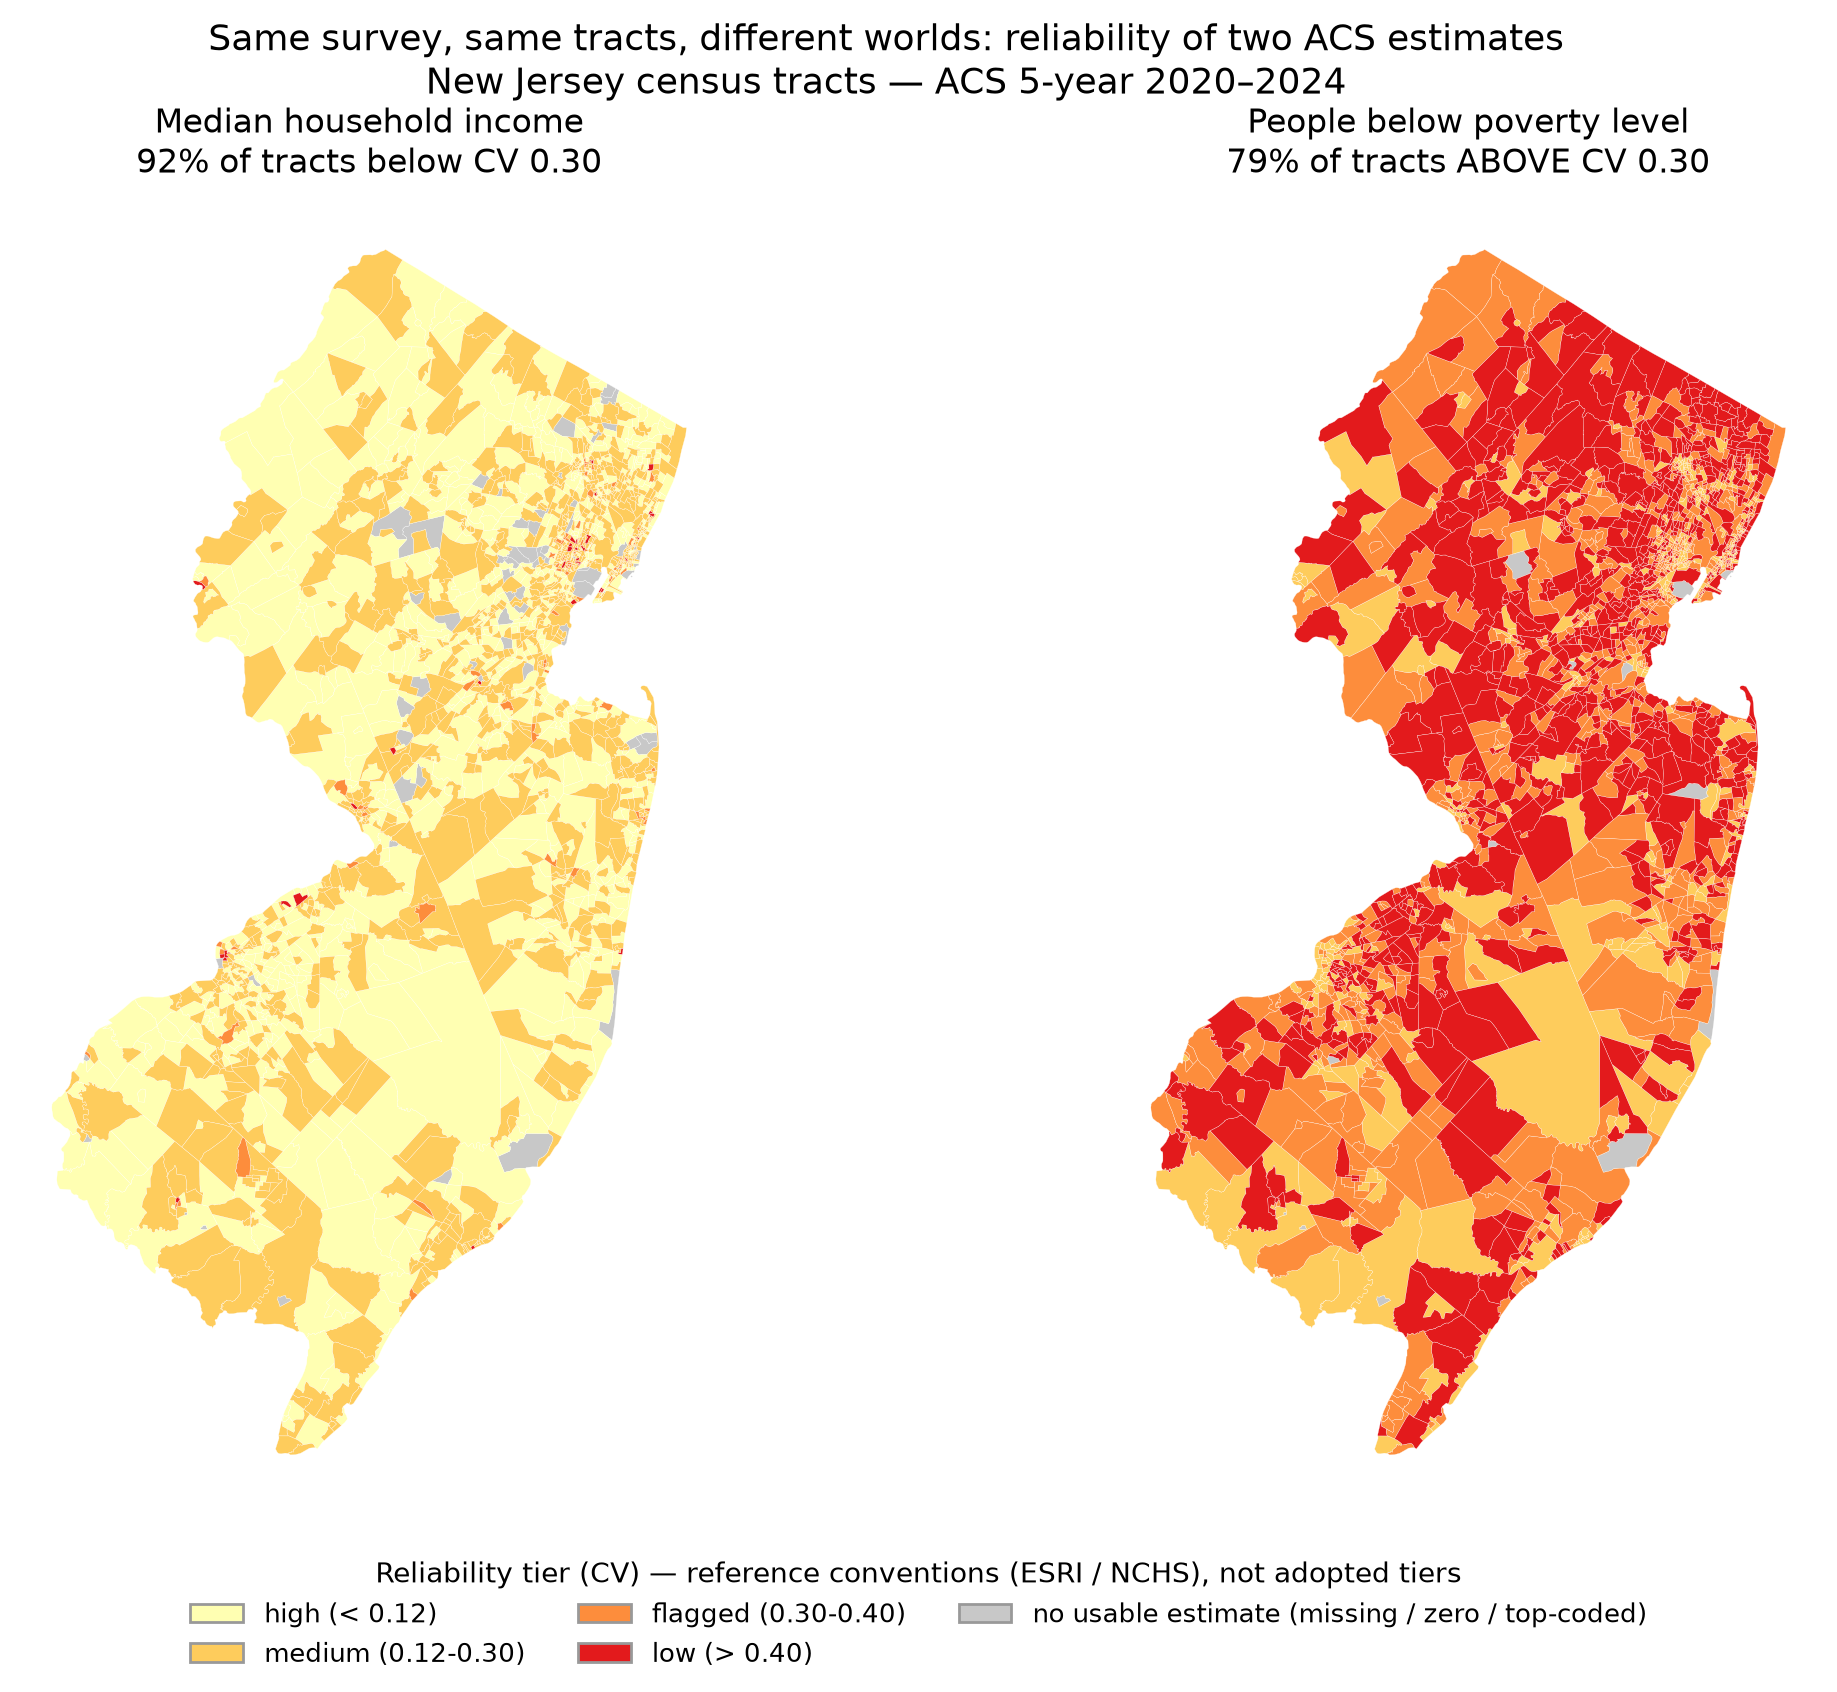 Same survey, same tracts, different worlds: reliability of two ACS estimates
New Jersey census tracts — ACS 5-year 2020–2024
Median household income
92% of tracts below CV 0.30
People below poverty level
79% of tracts ABOVE CV 0.30
Reliability tier (CV) — reference conventions (ESRI / NCHS), not adopted tiers
high (< 0.12)
medium (0.12-0.30)
flagged (0.30-0.40)
low (> 0.40)
no usable estimate (missing / zero / top-coded)